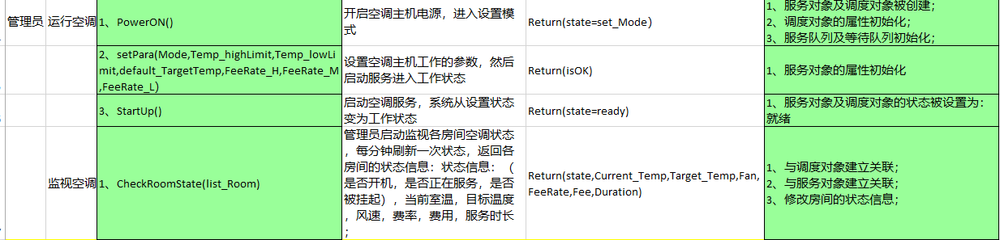 管理员
运行空调
1、PowerON()
开启空调主机电源，进入设置模
式
Return(state=set_Mode)
1、服务对象及调度对象被创建；
2、调度对象的属性初始化；
3、服务队列及等待队列初始化；
2、setPara(Mode,Temp_highLimit,Temp_lowLi
mit,default_TargetTemp,FeeRate_H,FeeRate_M
,FeeRate_L)
设置空调主机工作的参数，然后
启动服务进入工作状态
Return(isOK)
1、服务对象的属性初始化
3、StartUp()
启动空调服务，系统从设置状态
变为工作状态
Return(state=ready)
1、服务对象及调度对象的状态被设置为：
就绪
监视空调
1、CheckRoomState(list_Room)
管理员启动监视各房间空调状态
，每分钟刷新一次状态，返回各
房间的状态信息：状态信息：（
是否开机，是否正在服务，是否
被挂起），当前室温，目标温度
，风速，费率，费用，服务时长
；
Return(state,Current_Temp,Target_Temp,Fan,
FeeRate,Fee,Duration)
1、与调度对象建立关联；
2、与服务对象建立关联；
3、修改房间的状态信息；